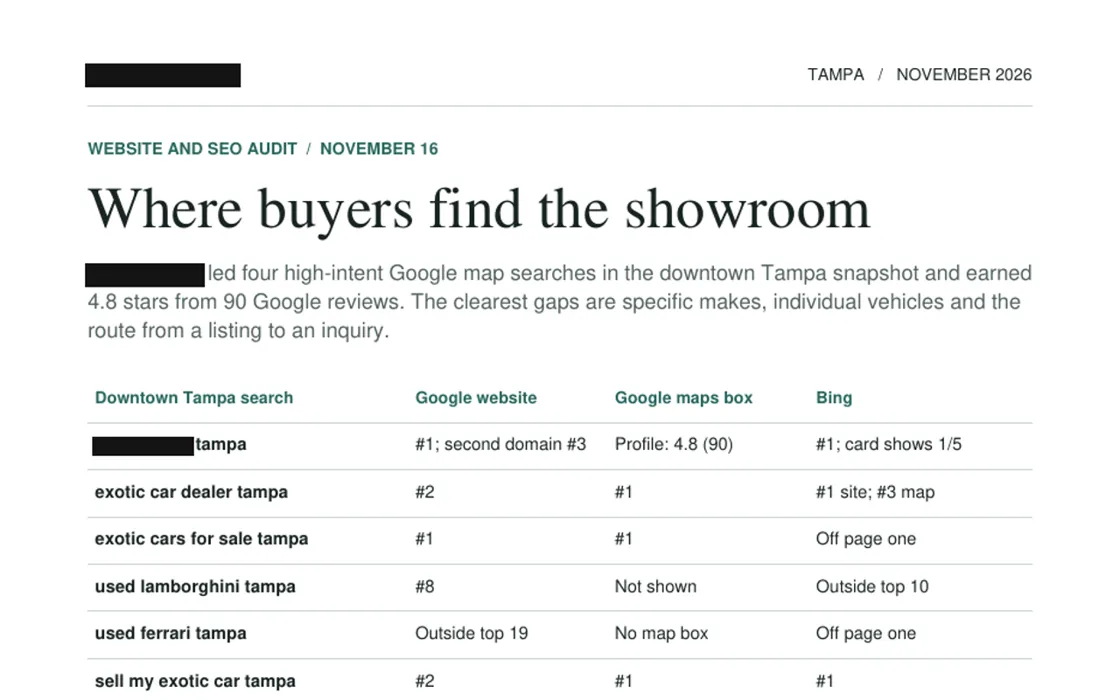 TAMPA / NOVEMBER 2026
WEBSITE AND SEO AUDIT / NOVEMBER 16
Where buyers find the showroom
led four high-intent Google map searches in the downtown Tampa snapshot and earned
4.8 stars from 90 Google reviews. The clearest gaps are specific makes, individual vehicles and the
route from a listing to an inquiry.
Downtown Tampa search Google website Google maps box Bing
tampa #1; second domain #3 Profile: 4.8 (90) #1; card shows 1/5
exotic car dealer tampa #2 #1 #1 site; #3 map
exotic cars for sale tampa #1 #1 Off page one
used lamborghini tampa #8 Not shown Outside top 10
used ferrari tampa Outside top 19 No map box Off page one
sell my exotic car tampa #2 #1 #1